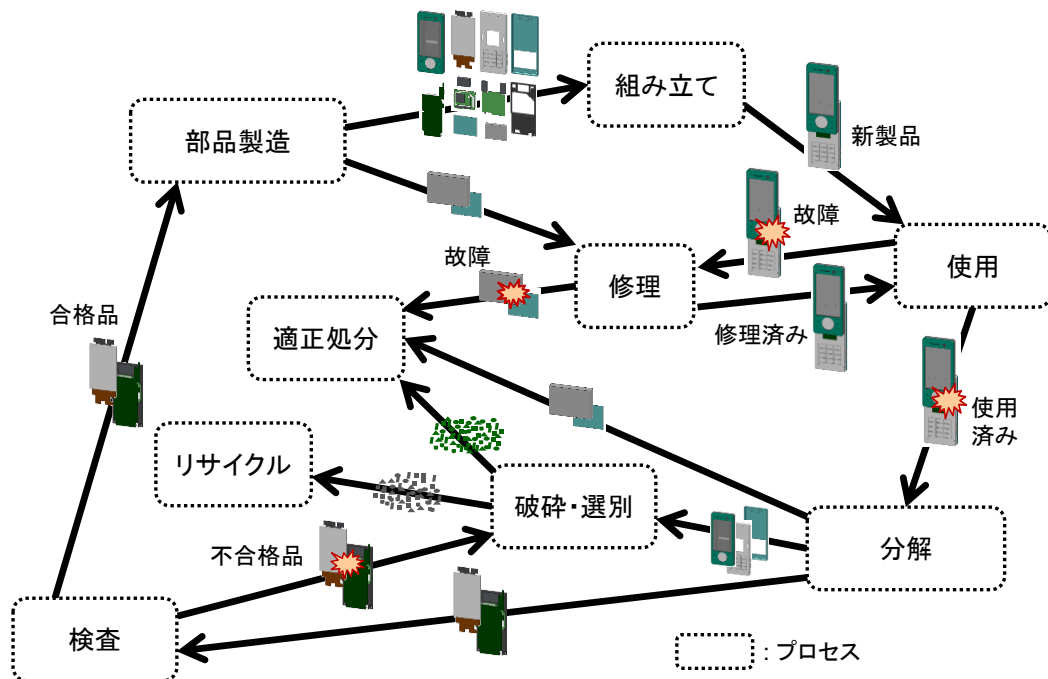 組み立て
部品製造
新製品
故障
使用
故障
修理
合格品
修理済み
適正処分
使用
済み
リサイクル
破砕・選別
分解
不合格品
検査
：プロセス